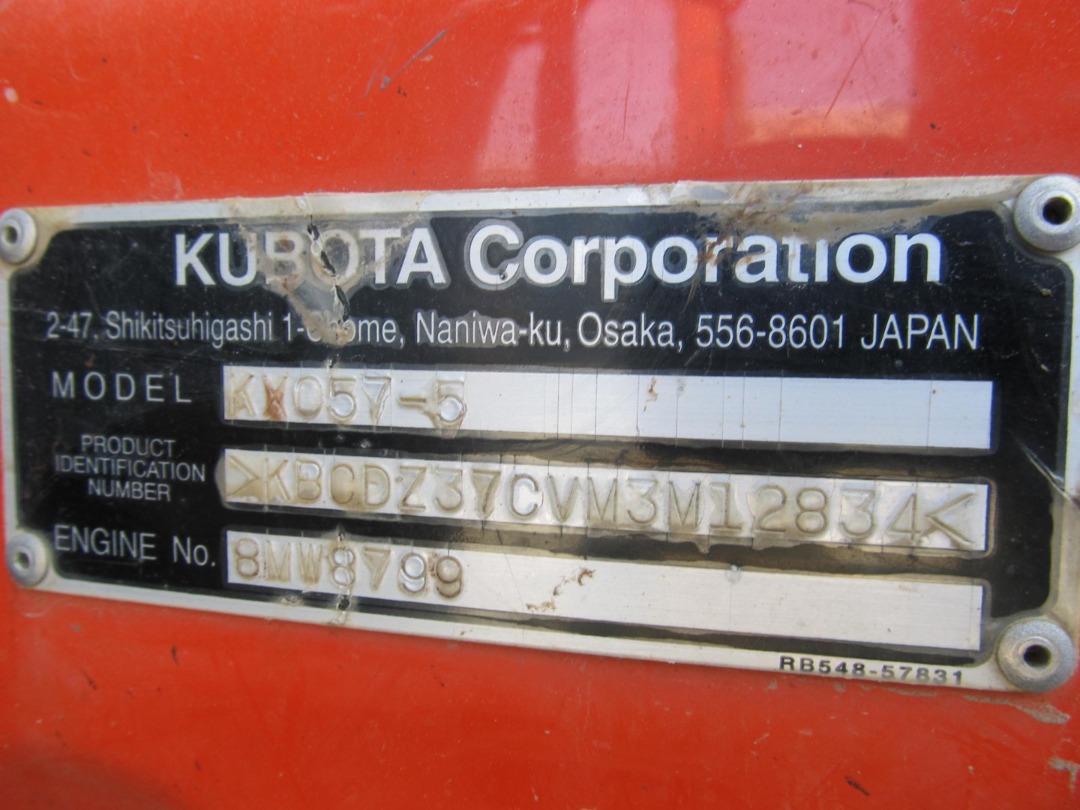 KUBOTA Corporation
2-47, Shikitsuhigashi 1-Chome, Naniwa-ku, Osaka, 556-8601 JAPAN
MODEL KX057-5
PRODUCT IDENTIFICATION NUMBER >KBCDZ37CVM3M12834<
ENGINE No. 8MW8799
RB548-57831